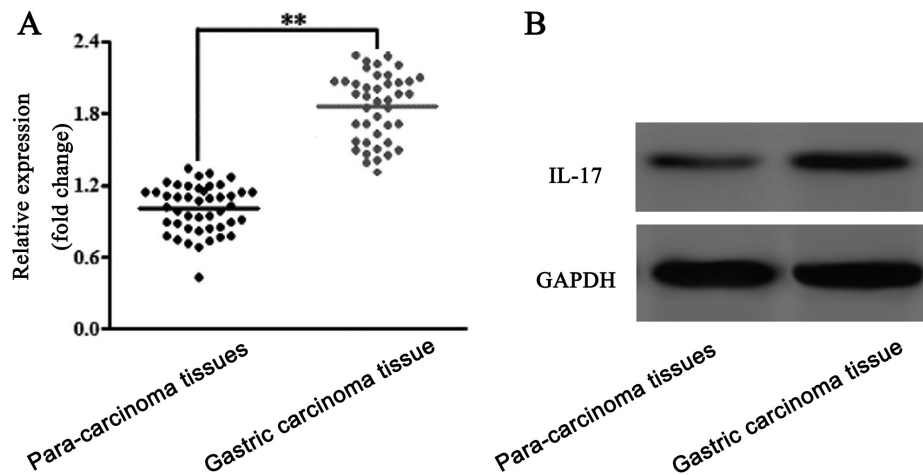 A
**
2.4
1.8
1.2
0.6
0.0
Relative expression
(fold change)
Para-carcinoma tissues
Gastric carcinoma tissue
B
IL-17
GAPDH
Para-carcinoma tissues
Gastric carcinoma tissue